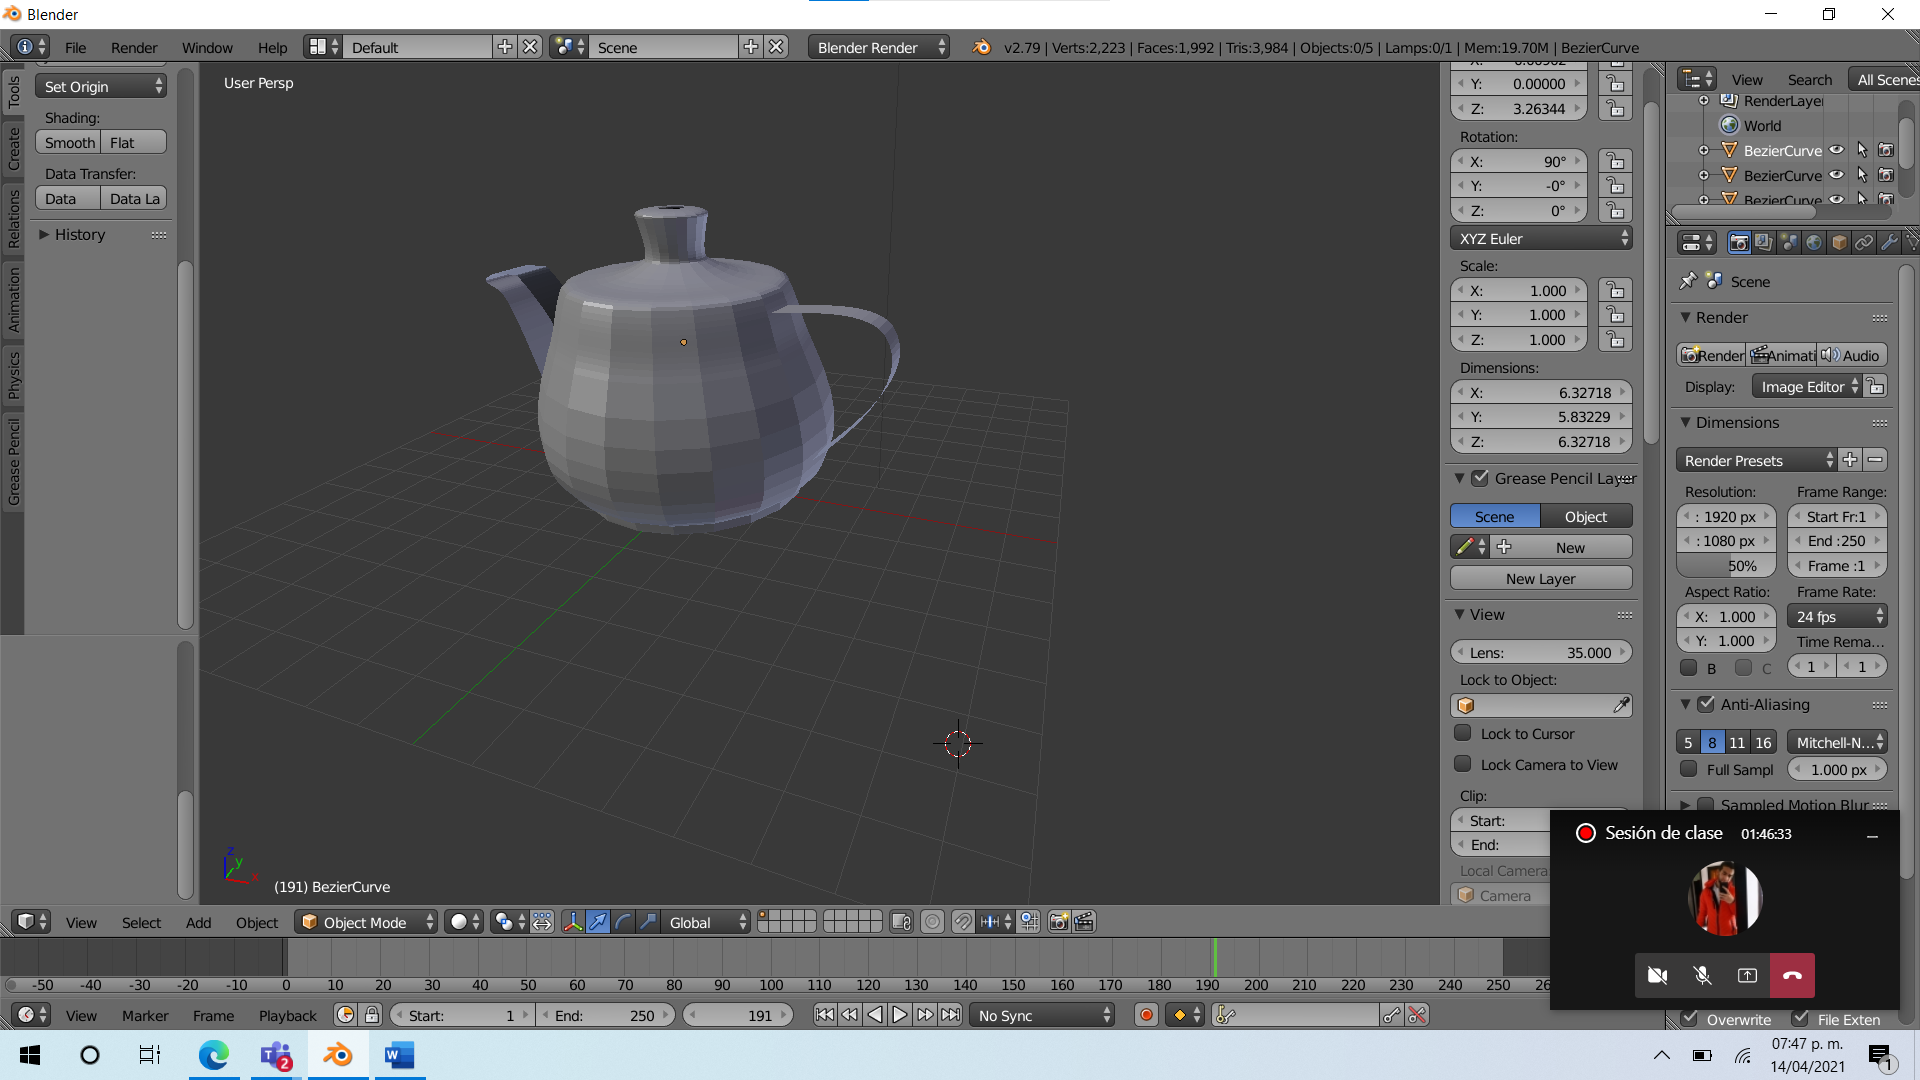 Blender
File Render Window Help Default Scene Blender Render v2.79 | Verts:2,223 | Faces:1,992 | Tris:3,984 | Objects:0/5 | Lamps:0/1 | Mem:19.70M | BezierCurve
Tools
Create
Relations
Animation
Physics
Grease Pencil
Set Origin
Shading:
Smooth Flat
Data Transfer:
Data Data La
History
User Persp
(191) BezierCurve
z
y
x
Y: 0.00000
Z: 3.26344
Rotation:
X: 90°
Y: -0°
Z: 0°
XYZ Euler
Scale:
X: 1.000
Y: 1.000
Z: 1.000
Dimensions:
X: 6.32718
Y: 5.83229
Z: 6.32718
Grease Pencil Layer
Scene Object
New
New Layer
View
Lens: 35.000
Lock to Object:
Lock to Cursor
Lock Camera to View
Clip:
Start:
End:
Local Camera:
Camera
View Search All Scenes
RenderLayer
World
BezierCurve
BezierCurve
BezierCurve
Scene
Render
Render Animati Audio
Display: Image Editor
Dimensions
Render Presets
Resolution: Frame Range:
: 1920 px Start Fr:1
: 1080 px End :250
50% Frame :1
Aspect Ratio: Frame Rate:
X: 1.000 24 fps
Y: 1.000 Time Rema...
B C 1 1
Anti-Aliasing
5 8 11 16 Mitchell-N...
Full Sampl 1.000 px
Sampled Motion Blur
Sesión de clase 01:46:33
Overwrite File Exten
View Select Add Object Object Mode Global
-50 -40 -30 -20 -10 0 10 20 30 40 50 60 70 80 90 100 110 120 130 140 150 160 170 180 190 200 210 220 230 240 250
View Marker Frame Playback Start: 1 End: 250 191 No Sync
T 2 W
07:47 p. m.
14/04/2021
1